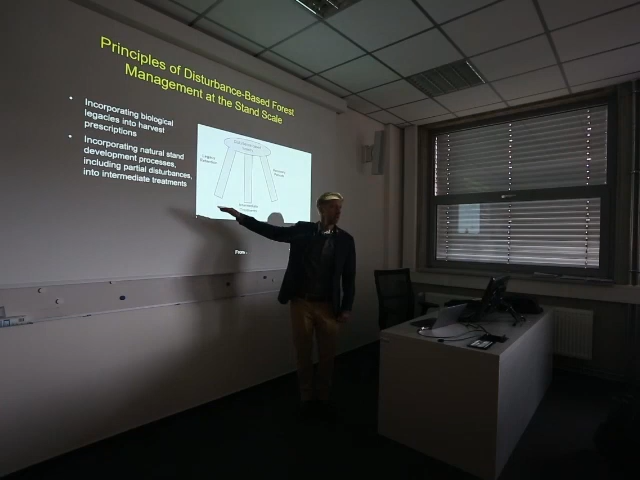 Principles of Disturbance-Based Forest
Management at the Stand Scale
• Incorporating biological
legacies into harvest
prescriptions
• Incorporating natural stand
development processes,
including partial disturbances,
into intermediate treatments
From